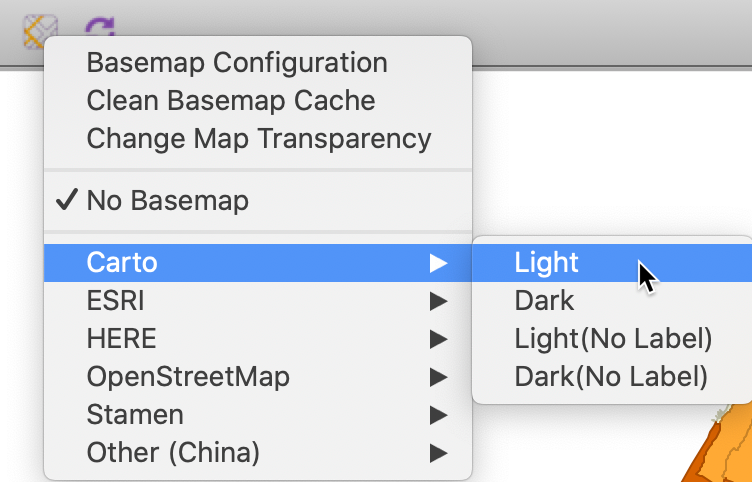 Basemap Configuration
Clean Basemap Cache
Change Map Transparency
No Basemap
Carto
Light
ESRI
Dark
HERE
Light(No Label)
OpenStreetMap
Dark(No Label)
Stamen
Other (China)